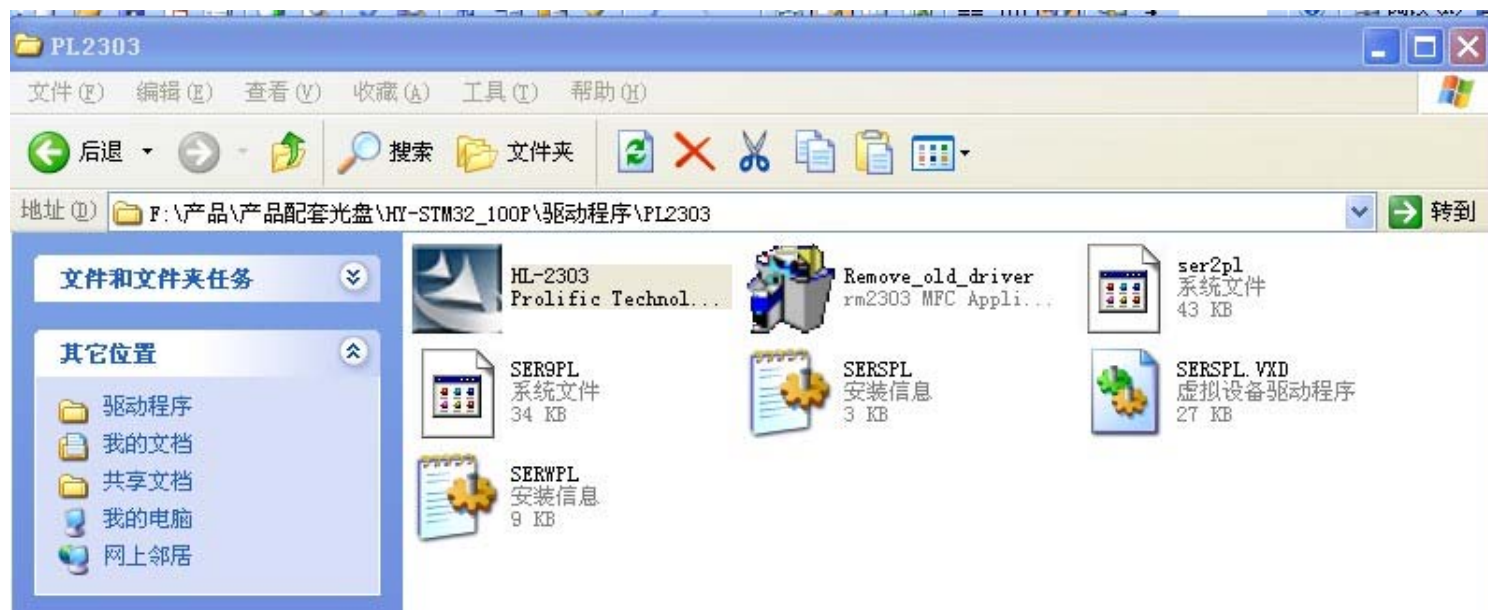 PL2303
文件(F) 编辑(E) 查看(V) 收藏(A) 工具(T) 帮助(H)
后退 搜索 文件夹
地址(D) F:\产品\产品配套光盘\HY-STM32_100P\驱动程序\PL2303 转到
文件和文件夹任务
其它位置
驱动程序
我的文档
共享文档
我的电脑
网上邻居
HL-2303
Prolific Technol...
Remove_old_driver
rm2303 MFC Appli...
ser2pl
系统文件
43 KB
SER9PL
系统文件
34 KB
SERSPL
安装信息
3 KB
SERSPL.VXD
虚拟设备驱动程序
27 KB
SERWPL
安装信息
9 KB